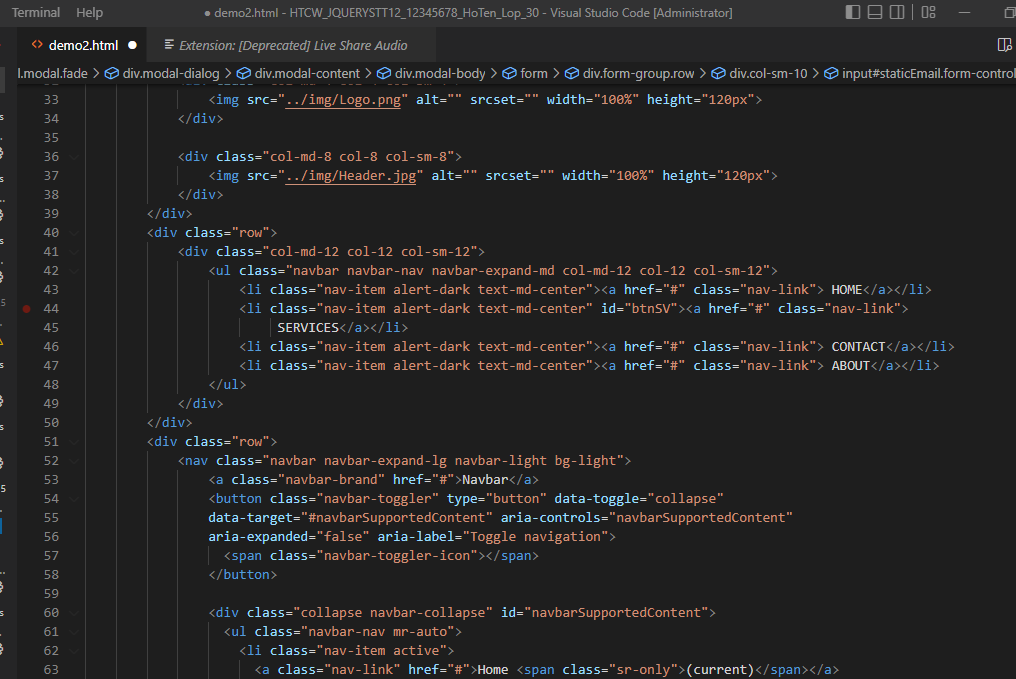 Terminal Help ● demo2.html - HTCW_JQUERYSTT12_12345678_HoTen_Lop_30 - Visual Studio Code [Administrator]
<> demo2.html ● Extension: [Deprecated] Live Share Audio
l.modal.fade > div.modal-dialog > div.modal-content > div.modal-body > form > div.form-group.row > div.col-sm-10 > input#staticEmail.form-control
33 <img src="../img/Logo.png" alt="" srcset="" width="100%" height="120px">
34 </div>
35
36 <div class="col-md-8 col-8 col-sm-8">
37 <img src="../img/Header.jpg" alt="" srcset="" width="100%" height="120px">
38 </div>
39 </div>
40 <div class="row">
41 <div class="col-md-12 col-12 col-sm-12">
42 <ul class="navbar navbar-nav navbar-expand-md col-md-12 col-12 col-sm-12">
43 <li class="nav-item alert-dark text-md-center"><a href="#" class="nav-link"> HOME</a></li>
44 <li class="nav-item alert-dark text-md-center" id="btnSV"><a href="#" class="nav-link">
45 SERVICES</a></li>
46 <li class="nav-item alert-dark text-md-center"><a href="#" class="nav-link"> CONTACT</a></li>
47 <li class="nav-item alert-dark text-md-center"><a href="#" class="nav-link"> ABOUT</a></li>
48 </ul>
49 </div>
50 </div>
51 <div class="row">
52 <nav class="navbar navbar-expand-lg navbar-light bg-light">
53 <a class="navbar-brand" href="#">Navbar</a>
54 <button class="navbar-toggler" type="button" data-toggle="collapse"
55 data-target="#navbarSupportedContent" aria-controls="navbarSupportedContent"
56 aria-expanded="false" aria-label="Toggle navigation">
57 <span class="navbar-toggler-icon"></span>
58 </button>
59
60 <div class="collapse navbar-collapse" id="navbarSupportedContent">
61 <ul class="navbar-nav mr-auto">
62 <li class="nav-item active">
63 <a class="nav-link" href="#">Home <span class="sr-only">(current)</span></a>